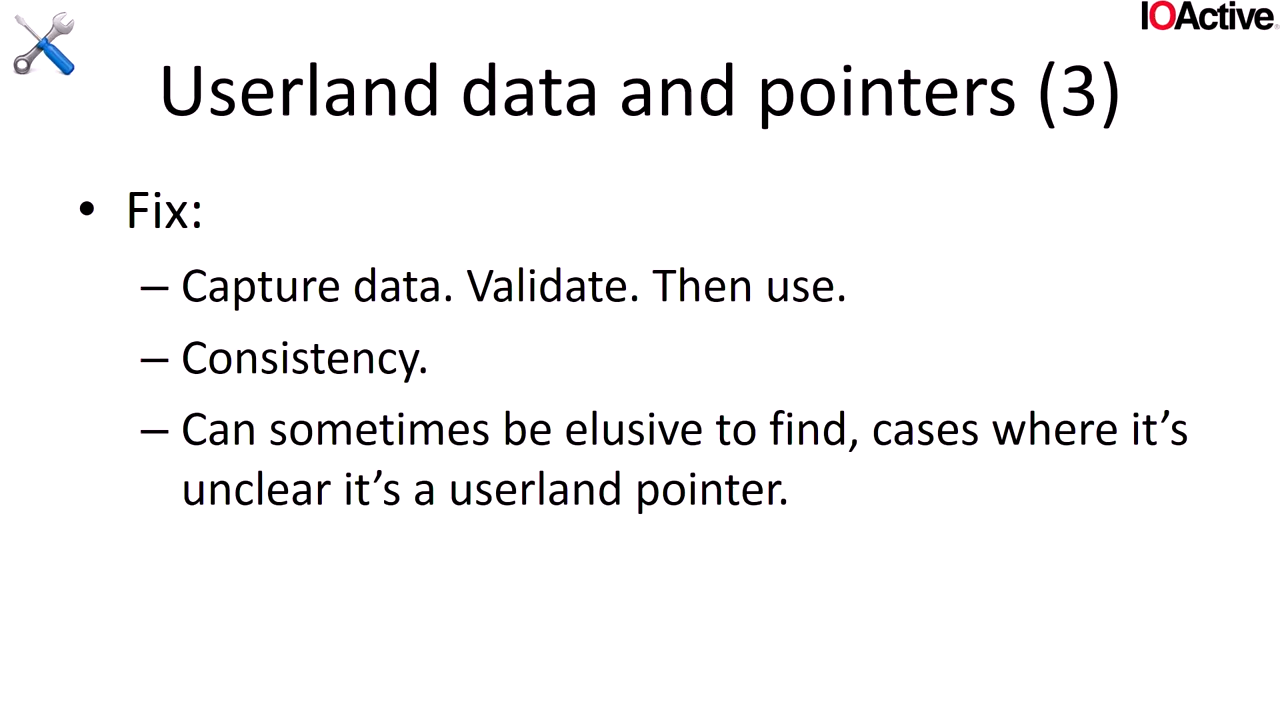 IOActive
Userland data and pointers (3)
• Fix:
– Capture data. Validate. Then use.
– Consistency.
– Can sometimes be elusive to find, cases where it’s
unclear it’s a userland pointer.